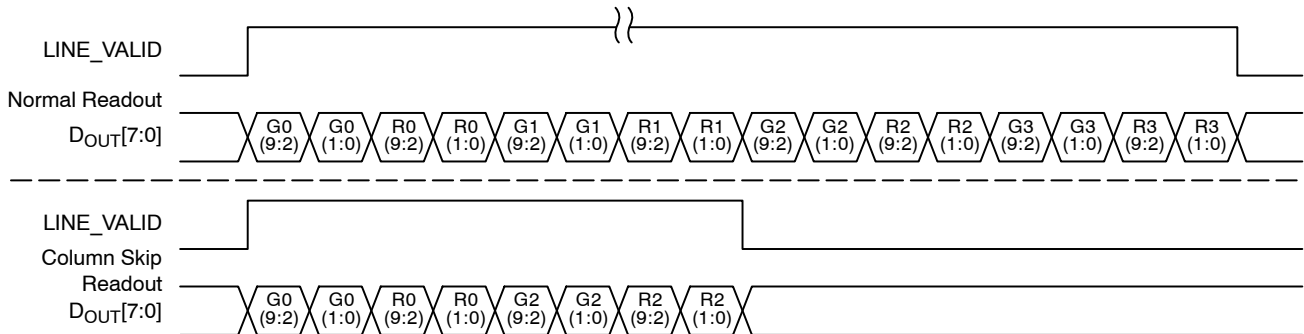 LINE_VALID
Normal Readout
DOUT[7:0]
G0 (9:2) G0 (1:0) R0 (9:2) R0 (1:0) G1 (9:2) G1 (1:0) R1 (9:2) R1 (1:0) G2 (9:2) G2 (1:0) R2 (9:2) R2 (1:0) G3 (9:2) G3 (1:0) R3 (9:2) R3 (1:0)
LINE_VALID
Column Skip
Readout
DOUT[7:0]
G0 (9:2) G0 (1:0) R0 (9:2) R0 (1:0) G2 (9:2) G2 (1:0) R2 (9:2) R2 (1:0)